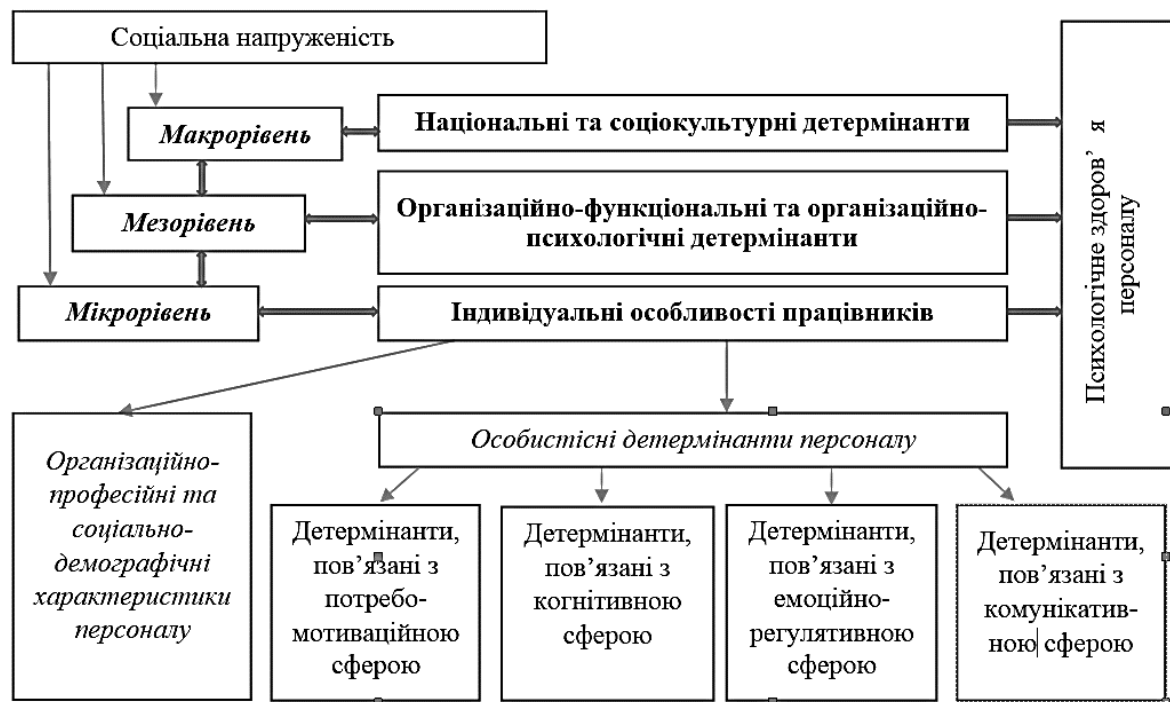 Соціальна напруженість
Макрорівень
Національні та соціокультурні детермінанти
Мезорівень
Організаційно-функціональні та організаційно-
психологічні детермінанти
Мікрорівень
Індивідуальні особливості працівників
Психологічне здоров’ я
персоналу
Організаційно-
професійні та
соціально-
демографічні
характеристики
персоналу
Особистісні детермінанти персоналу
Детермінанти,
пов’язані з
потребо-
мотиваційною
сферою
Детермінанти,
пов’язані з
когнітивною
сферою
Детермінанти,
пов’язані з
емоційно-
регулятивною
сферою
Детермінанти,
пов’язані з
комунікатив-
ною сферою